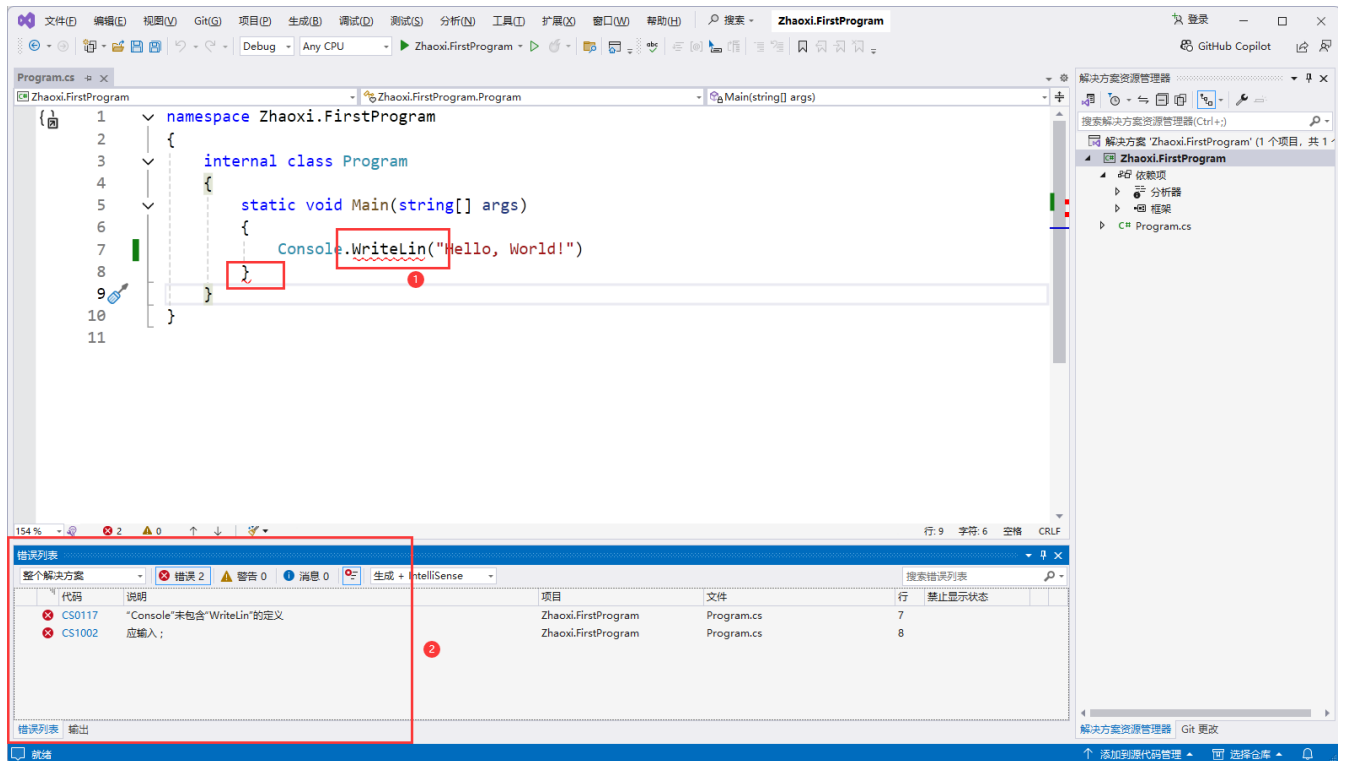 文件(F) 编辑(E) 视图(V) Git(G) 项目(P) 生成(B) 调试(D) 测试(S) 分析(N) 工具(T) 扩展(X) 窗口(W) 帮助(H) 搜索 Zhaoxi.FirstProgram 登录
Debug Any CPU Zhaoxi.FirstProgram GitHub Copilot
Program.cs
Zhaoxi.FirstProgram Zhaoxi.FirstProgram.Program Main(string[] args)
1 namespace Zhaoxi.FirstProgram
2 {
3 internal class Program
4 {
5 static void Main(string[] args)
6 {
7 Console.WriteLin("Hello, World!")
8 }
9 }
10 }
11
1
154 % 2 0 行: 9 字符: 6 空格 CRLF
错误列表
整个解决方案 错误 2 警告 0 消息 0 生成 + IntelliSense 搜索错误列表
代码 说明 项目 文件 行 禁止显示状态
CS0117 "Console"未包含"WriteLin"的定义 Zhaoxi.FirstProgram Program.cs 7
CS1002 应输入 ; Zhaoxi.FirstProgram Program.cs 8
2
错误列表 输出
解决方案资源管理器
搜索解决方案资源管理器(Ctrl+;)
解决方案 'Zhaoxi.FirstProgram' (1 个项目, 共 1
Zhaoxi.FirstProgram
依赖项
分析器
框架
C# Program.cs
解决方案资源管理器 Git 更改
就绪 添加到源代码管理 选择仓库